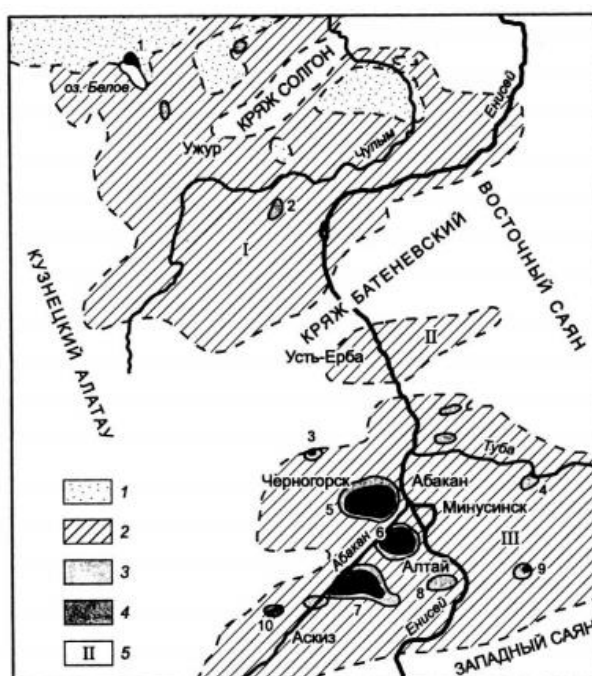 1
оз. Белое
КРЯЖ СОЛГОН
Енисей
Ужур
Чулым
2
I
ВОСТОЧНЫЙ САЯН
КРЯЖ БАТЕНЕВСКИЙ
КУЗНЕЦКИЙ АЛАТАУ
Усть-Ерба
II
3
Туба
Чёрногорск
Абакан
4
5
Минусинск
6
III
Абакан
Алтай
9
8
7
10
Енисей
Аскиз
ЗАПАДНЫЙ САЯН
1
2
3
4
II 5